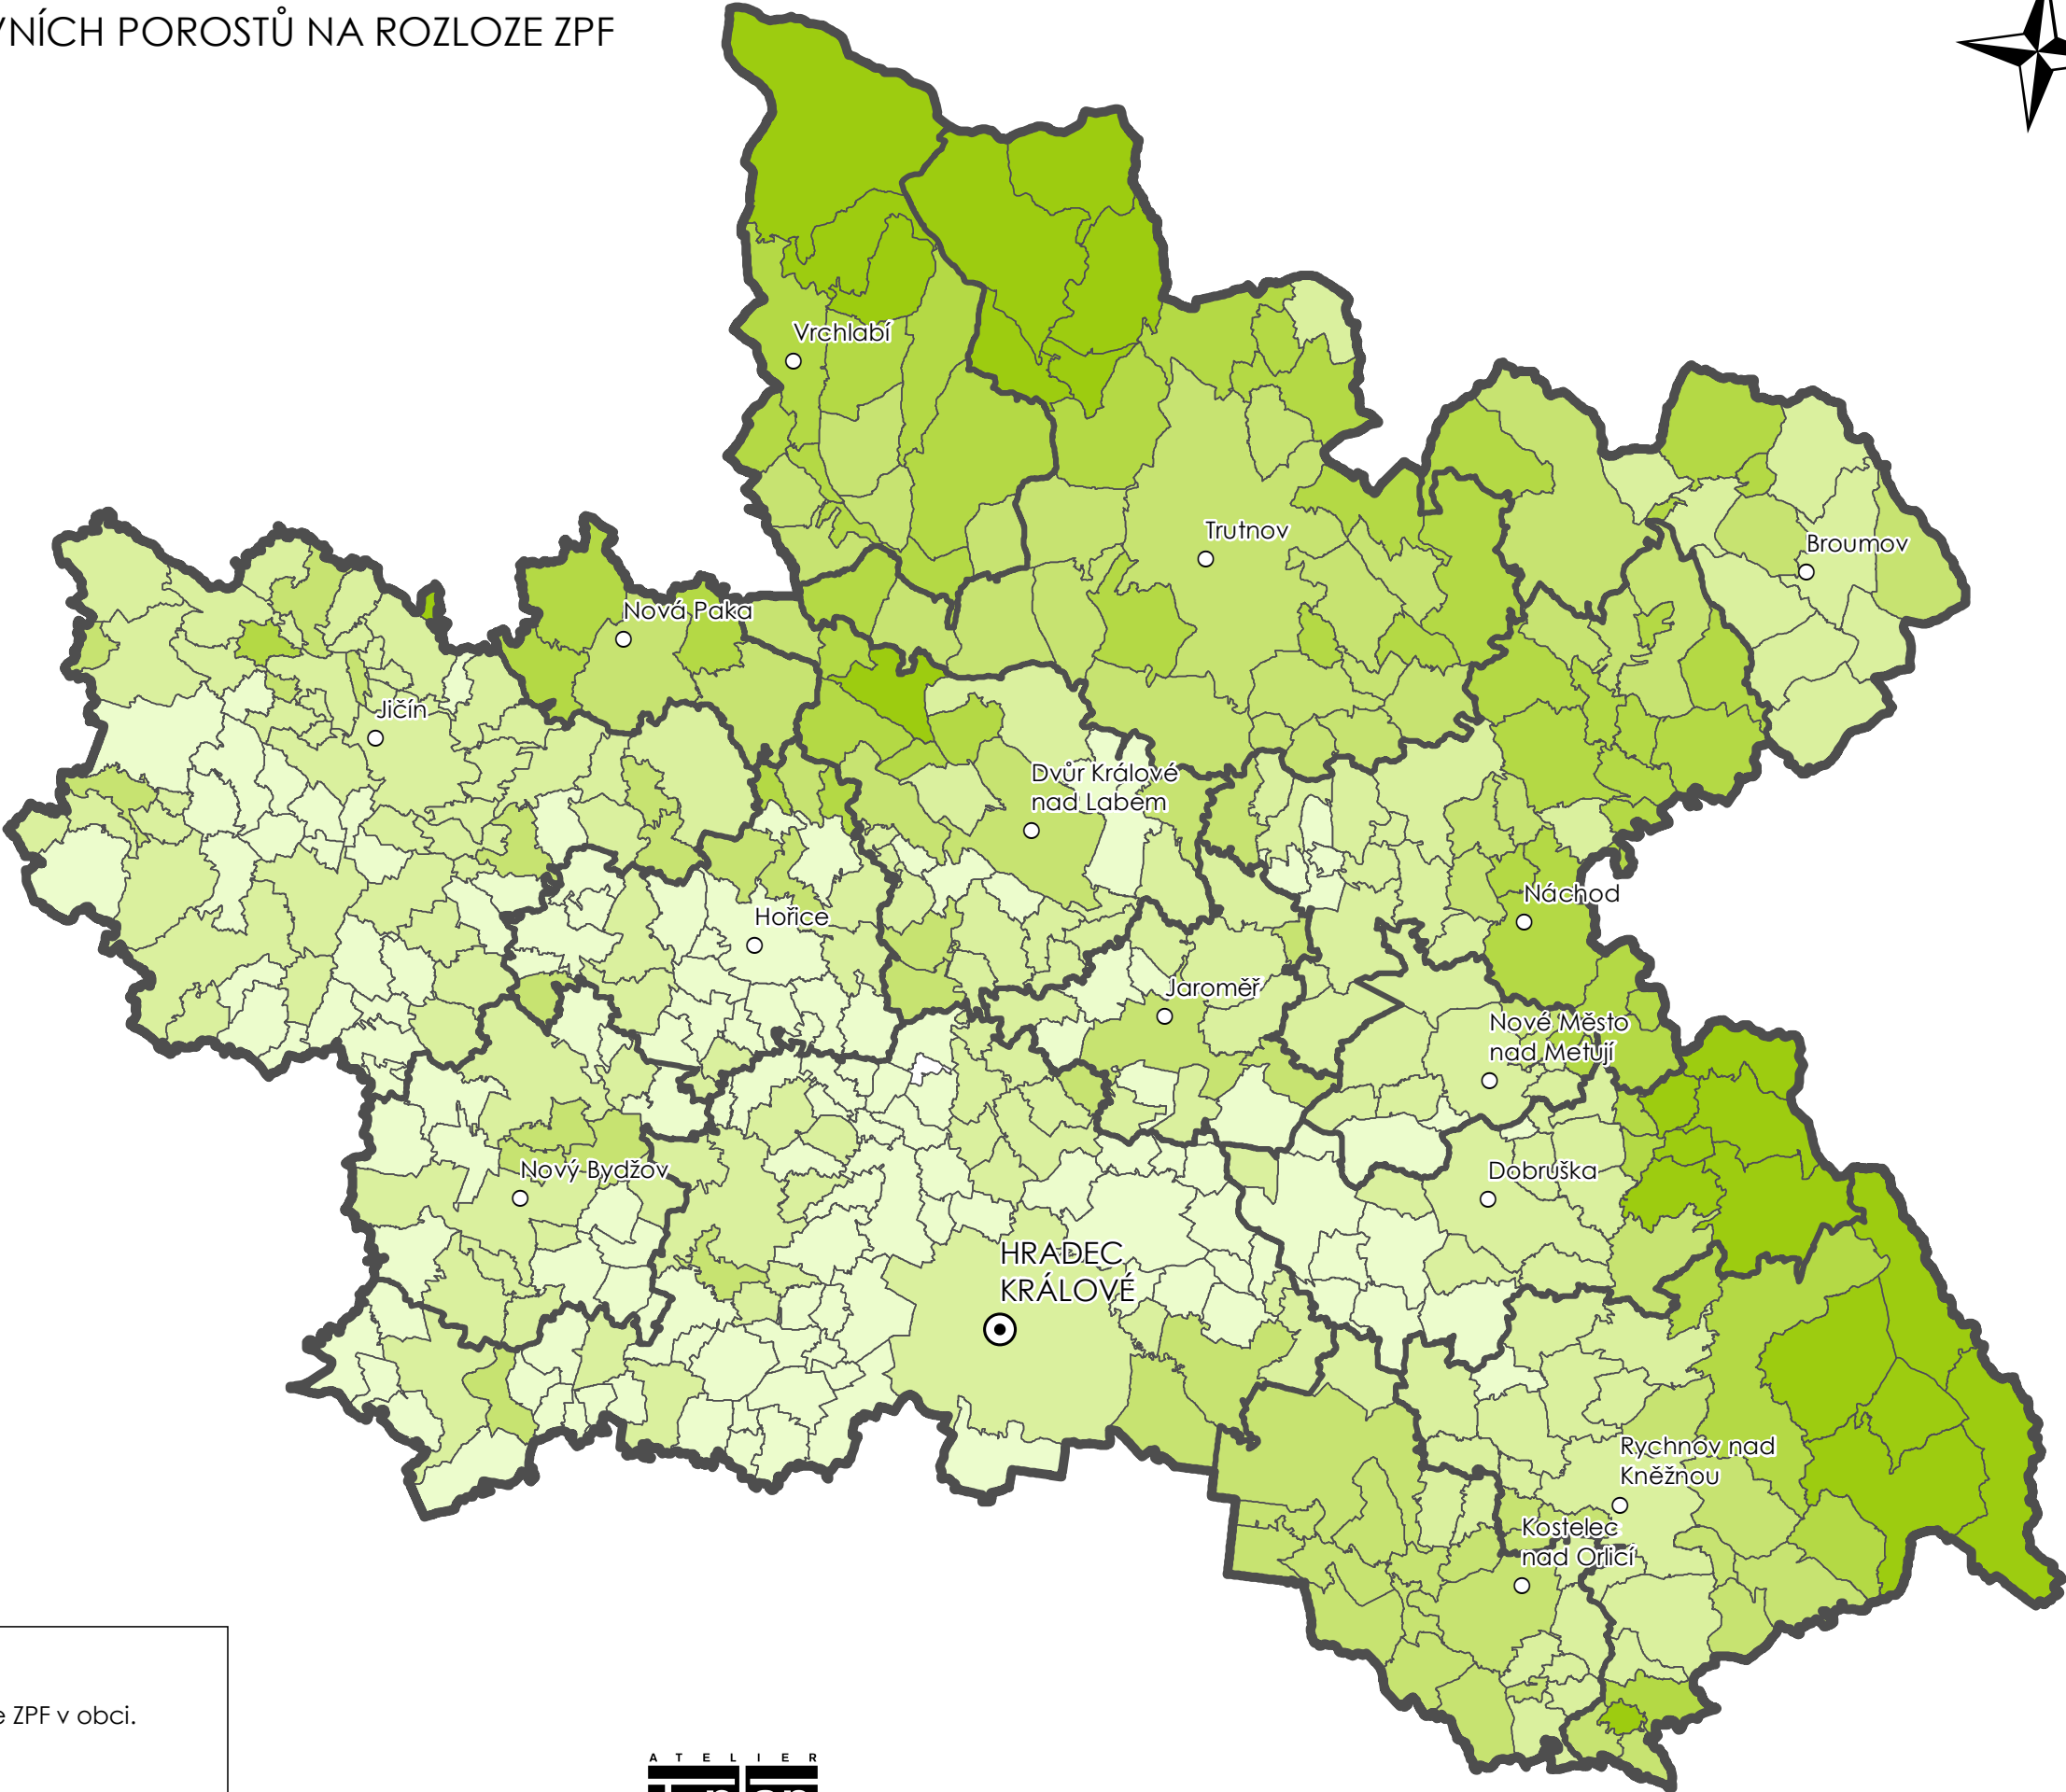 POROSTŮ NA ROZLOZE ZPF
Vrchlabí
Trutnov
Broumov
Nová Paka
Jičín
Dvůr Králové
nad Labem
Náchod
Hořice
Jaroměř
Nové Město
nad Metují
Nový Bydžov
Dobruška
HRADEC
KRÁLOVÉ
Rychnov nad
Kněžnou
Kostelec
nad Orlicí
ZPF v obci.
ATELIER